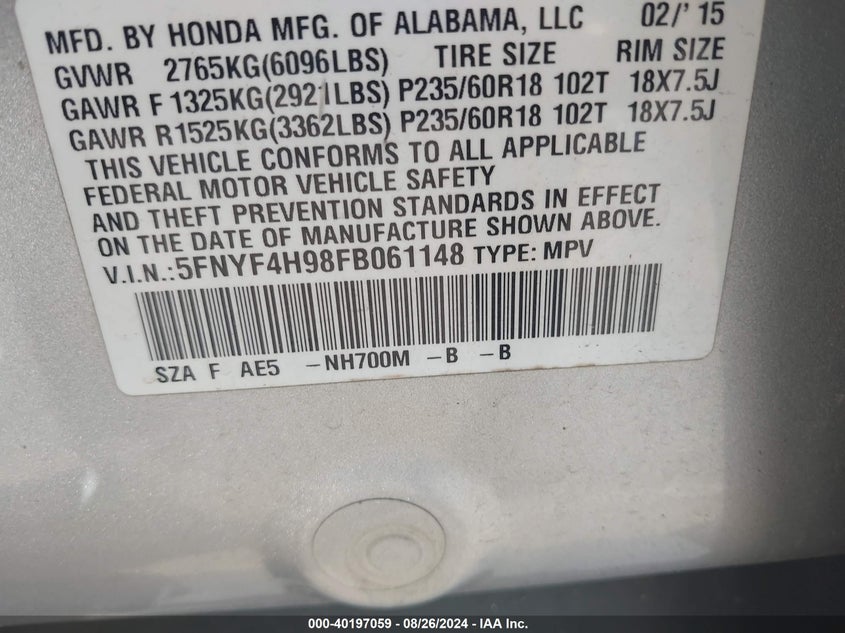 MFD. BY HONDA MFG. OF ALABAMA, LLC 02/' 15
GVWR 2765KG(6096LBS) TIRE SIZE RIM SIZE
GAWR F 1325KG(2921LBS) P235/60R18 102T 18X7.5J
GAWR R1525KG(3362LBS) P235/60R18 102T 18X7.5J
THIS VEHICLE CONFORMS TO ALL APPLICABLE
FEDERAL MOTOR VEHICLE SAFETY
AND THEFT PREVENTION STANDARDS IN EFFECT
ON THE DATE OF MANUFACTURE SHOWN ABOVE.
V.I.N.:5FNYF4H98FB061148 TYPE: MPV
SZA F AE5 -NH700M -B -B
000-40197059 - 08/26/2024 - IAA Inc.